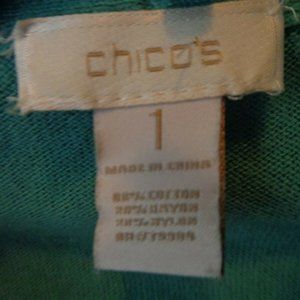 chico's
1
MADE IN CHINA
60% COTTON
20% RAYON
20% NYLON